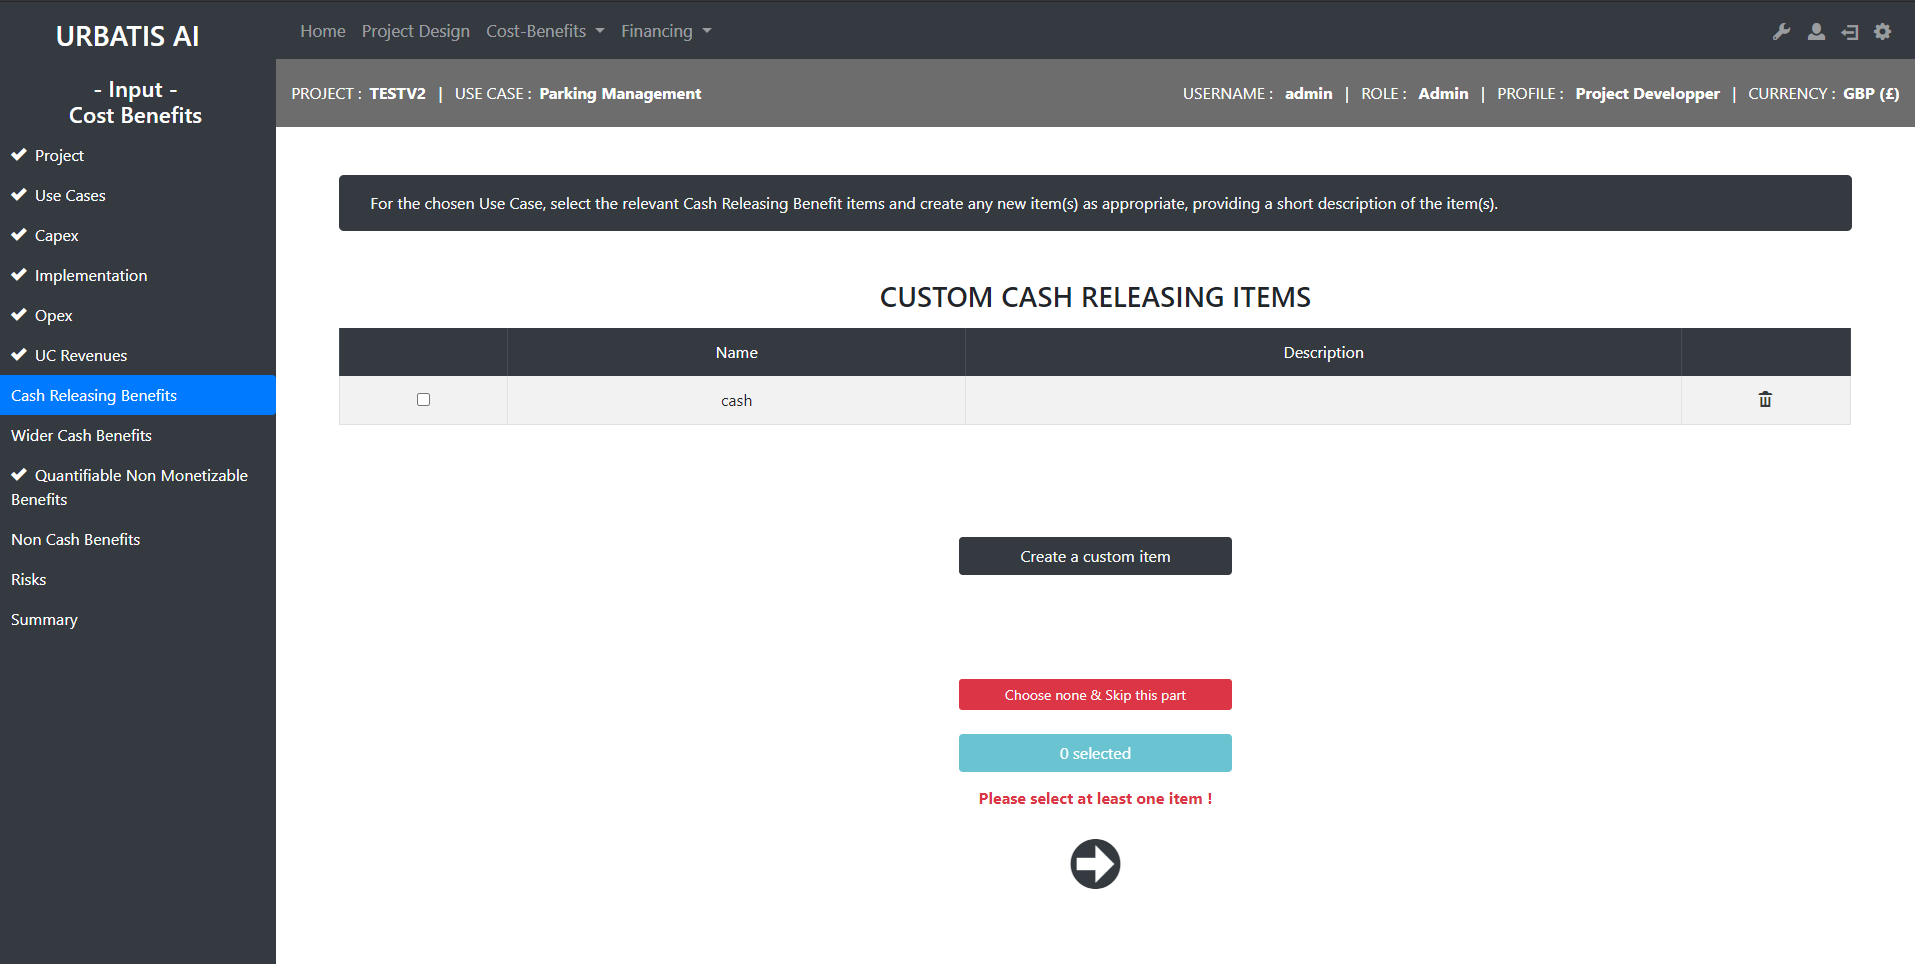 URBATIS AI
Home Project Design Cost-Benefits Financing
- Input -
Cost Benefits
PROJECT : TESTV2 | USE CASE : Parking Management
USERNAME : admin | ROLE : Admin | PROFILE : Project Developper | CURRENCY : GBP (£)
Project
Use Cases
Capex
Implementation
Opex
UC Revenues
Cash Releasing Benefits
Wider Cash Benefits
Quantifiable Non Monetizable
Benefits
Non Cash Benefits
Risks
Summary
For the chosen Use Case, select the relevant Cash Releasing Benefit items and create any new item(s) as appropriate, providing a short description of the item(s).
CUSTOM CASH RELEASING ITEMS
Name Description
cash
Create a custom item
Choose none & Skip this part
0 selected
Please select at least one item !